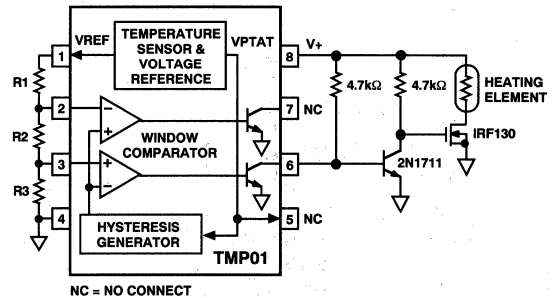 VREF
TEMPERATURE
SENSOR &
VOLTAGE
REFERENCE
VPTAT
1
8
V+
R1
4.7kΩ
4.7kΩ
HEATING
ELEMENT
2
7
NC
R2
WINDOW
COMPARATOR
IRF130
3
6
2N1711
R3
4
HYSTERESIS
GENERATOR
5
NC
TMP01
NC = NO CONNECT